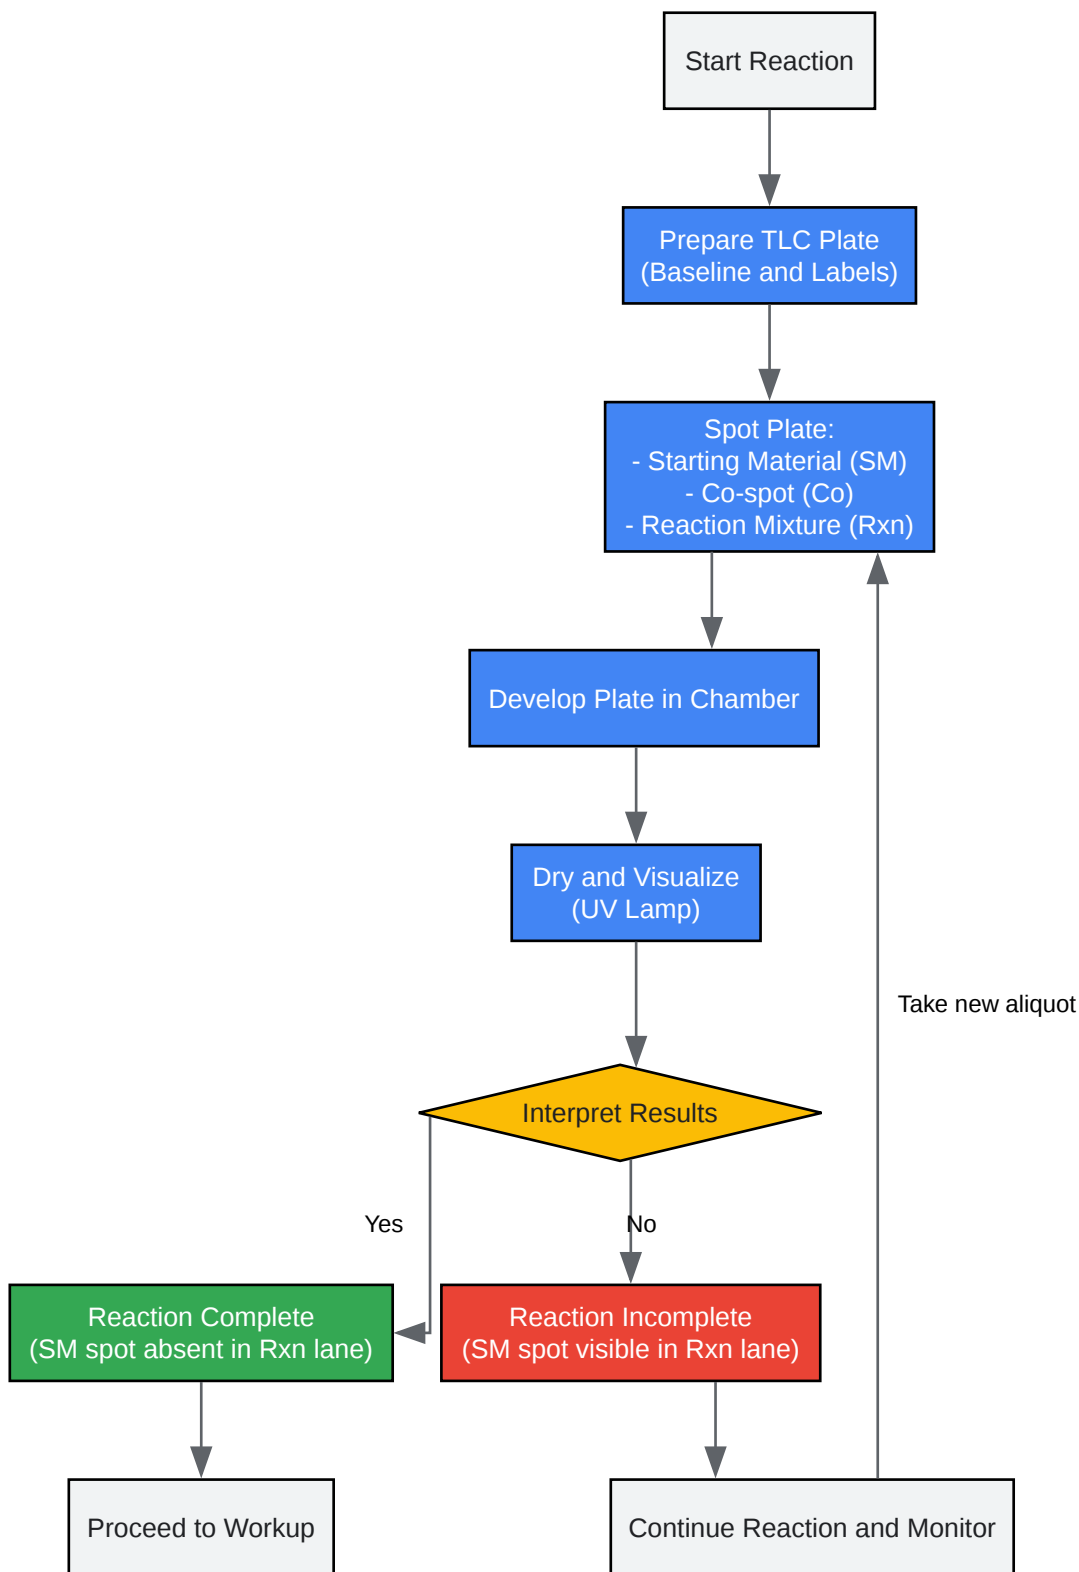 Start Reaction
Prepare TLC Plate
(Baseline and Labels)
Spot Plate:
- Starting Material (SM)
- Co-spot (Co)
- Reaction Mixture (Rxn)
Develop Plate in Chamber
Dry and Visualize
(UV Lamp)
Take new aliquot
Interpret Results
Yes
No
Reaction Complete
(SM spot absent in Rxn lane)
Reaction Incomplete
(SM spot visible in Rxn lane)
Proceed to Workup
Continue Reaction and Monitor